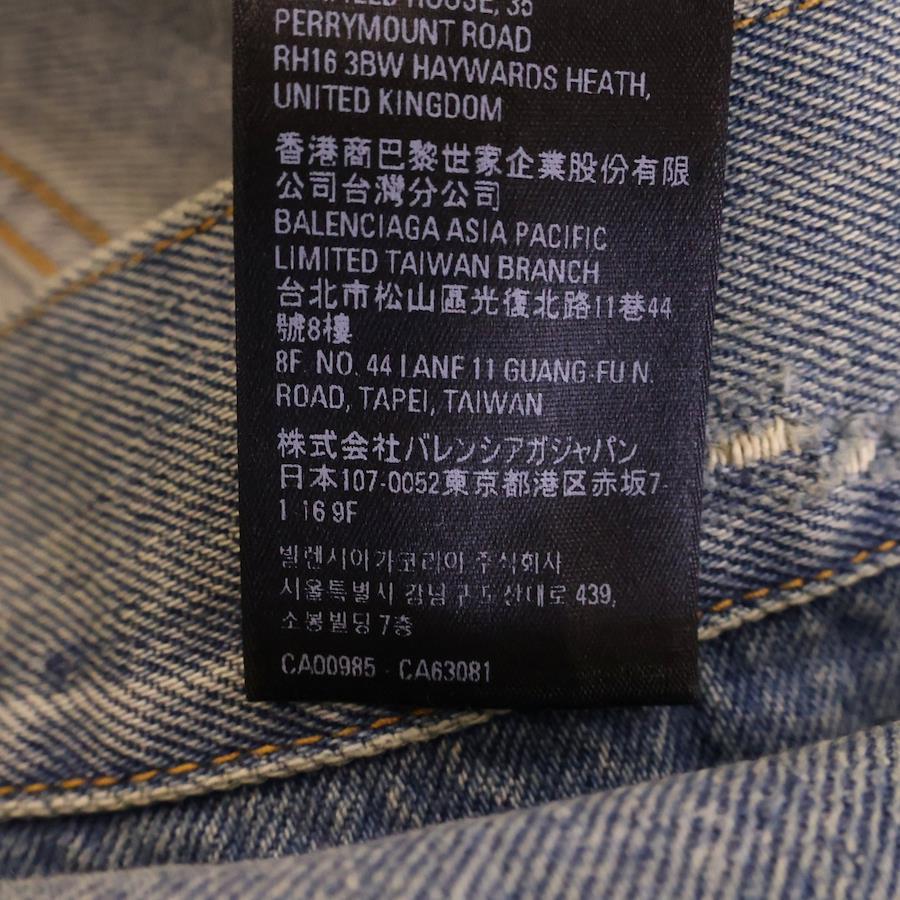 HOUSE, 35
PERRYMOUNT ROAD
RH16 3BW HAYWARDS HEATH,
UNITED KINGDOM
香港商巴黎世家企業股份有限
公司台灣分公司
BALENCIAGA ASIA PACIFIC
LIMITED TAIWAN BRANCH
台北市松山區光復北路11巷44
號8樓
8F. NO. 44 LANE 11 GUANG-FU N.
ROAD, TAPEI, TAIWAN
株式会社バレンシアガジャパン
日本107-0052東京都港区赤坂7-
1 16 9F
발렌시아가코리아 주식회사
서울특별시 강남구 도산대로 439,
소봉빌딩 7층
CA00985 - CA63081